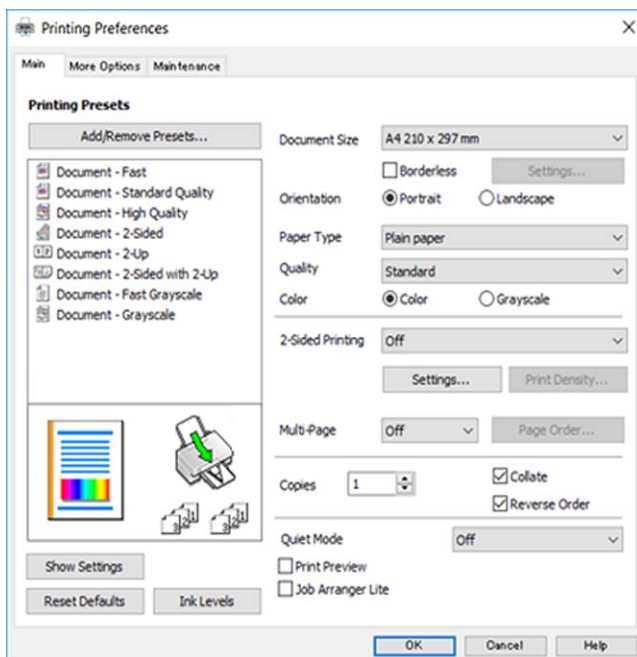 Printing Preferences
Main More Options Maintenance
Printing Presets
Add/Remove Presets...
Document - Fast
Document - Standard Quality
Document - High Quality
Document - 2-Sided
Document - 2-Up
Document - 2-Sided with 2-Up
Document - Fast Grayscale
Document - Grayscale
Show Settings
Reset Defaults Ink Levels
Document Size A4 210 x 297 mm
Borderless Settings...
Orientation Portrait Landscape
Paper Type Plain paper
Quality Standard
Color Color Grayscale
2-Sided Printing Off
Settings... Print Density...
Multi-Page Off Page Order...
Copies 1 Collate
Reverse Order
Quiet Mode Off
Print Preview
Job Arranger Lite
OK Cancel Help